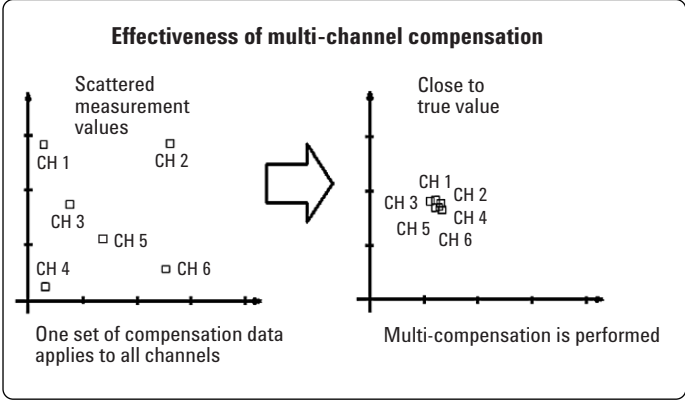 Effectiveness of multi-channel compensation
Scattered
measurement
values
CH 1
CH 2
CH 3
CH 5
CH 4
CH 6
One set of compensation data
applies to all channels
Close to
true value
CH 1
CH 3
CH 2
CH 4
CH 5
CH 6
Multi-compensation is performed